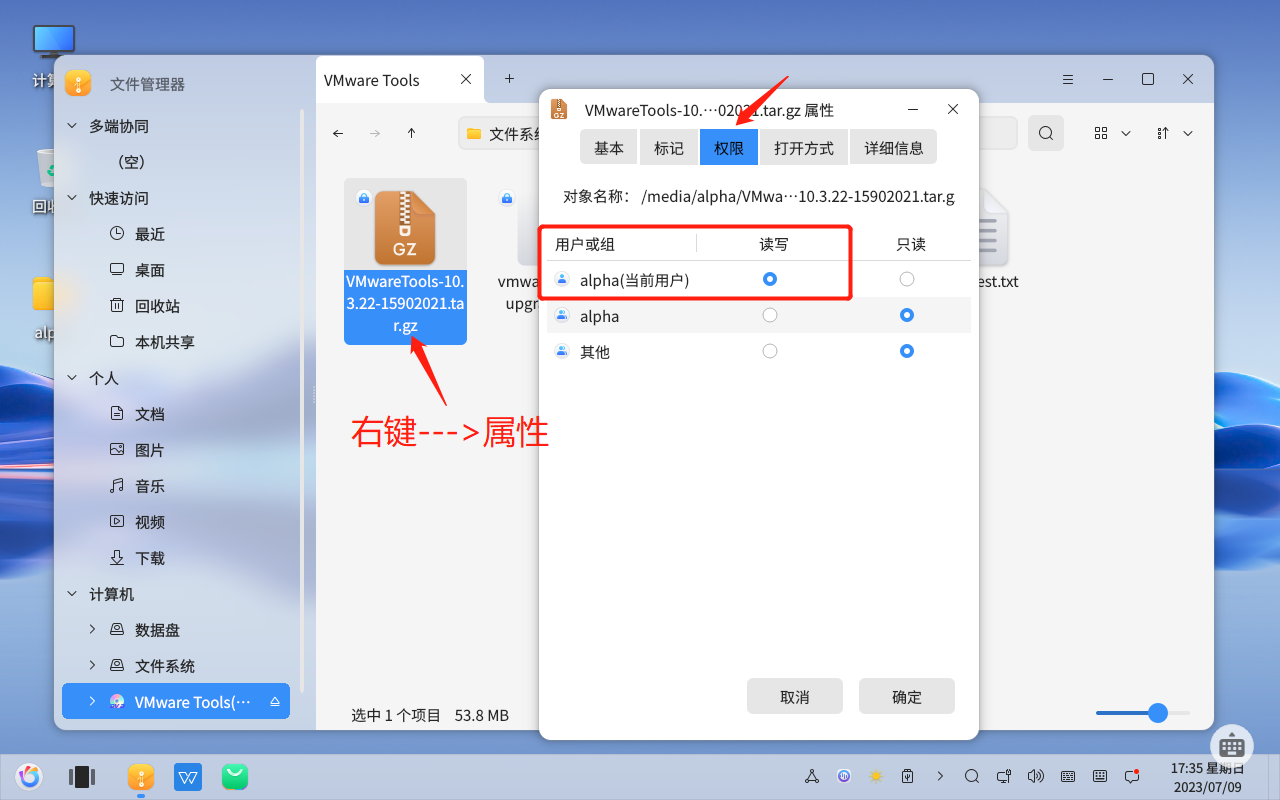 计算
回收
alp
文件管理器
多端协同
（空）
快速访问
最近
桌面
回收站
本机共享
个人
文档
图片
音乐
视频
下载
计算机
数据盘
文件系统
VMware Tools(···
VMware Tools
文件系统
GZ
VMwareTools-10.
3.22-15902021.ta
r.gz
vmwa
upgr
est.txt
右键--->属性
选中 1 个项目 53.8 MB
GZ
VMwareTools-10.···02021.tar.gz 属性
基本 标记 权限 打开方式 详细信息
对象名称： /media/alpha/VMwa···10.3.22-15902021.tar.g
用户或组 读写 只读
alpha(当前用户)
alpha
其他
取消 确定
17:35 星期日
2023/07/09